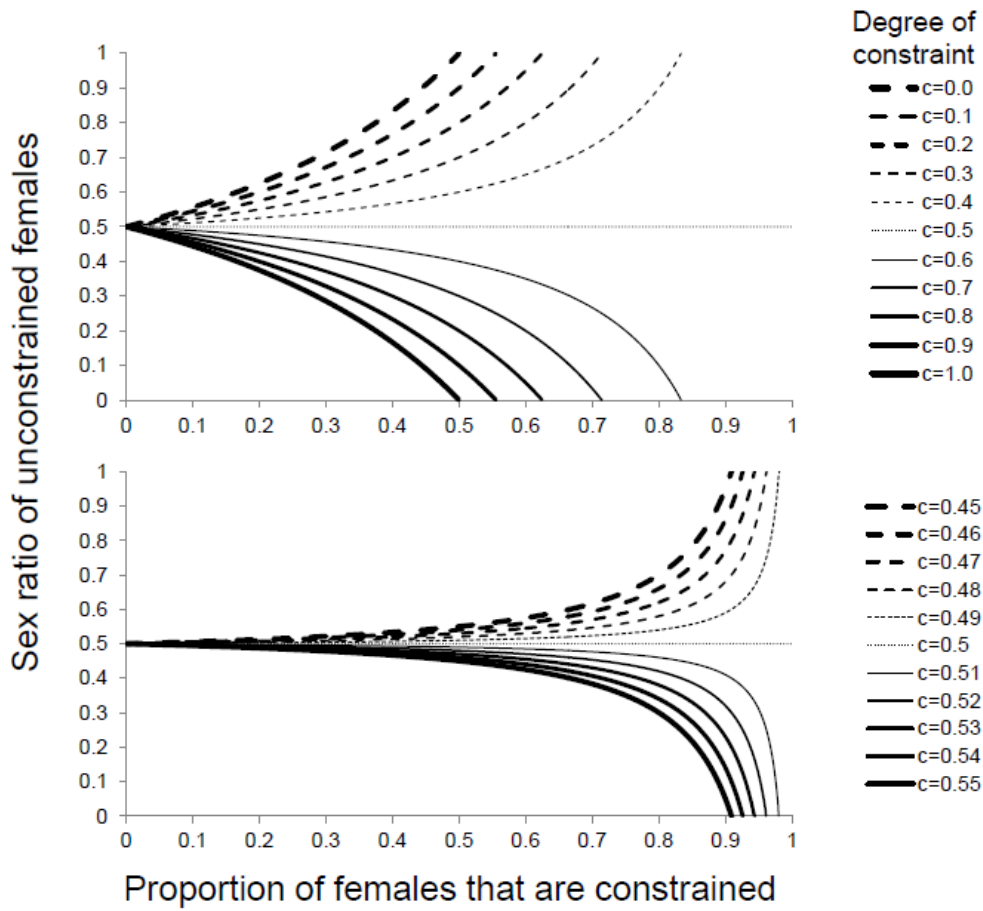 Degree of
constraint
1
0.9
0.8
0.7
0.6
0.5
0.4
0.3
0.2
0.1
0
0 0.1 0.2 0.3 0.4 0.5 0.6 0.7 0.8 0.9 1
c=0.0
c=0.1
c=0.2
c=0.3
c=0.4
c=0.5
c=0.6
c=0.7
c=0.8
c=0.9
c=1.0
Sex ratio of unconstrained females
1
0.9
0.8
0.7
0.6
0.5
0.4
0.3
0.2
0.1
0
0 0.1 0.2 0.3 0.4 0.5 0.6 0.7 0.8 0.9 1
c=0.45
c=0.46
c=0.47
c=0.48
c=0.49
c=0.5
c=0.51
c=0.52
c=0.53
c=0.54
c=0.55
Proportion of females that are constrained